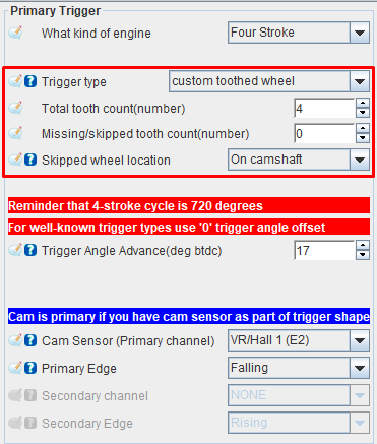 Primary Trigger
What kind of engine Four Stroke
Trigger type custom toothed wheel
Total tooth count(number) 4
Missing/skipped tooth count(number) 0
Skipped wheel location On camshaft
Reminder that 4-stroke cycle is 720 degrees
For well-known trigger types use '0' trigger angle offset
Trigger Angle Advance(deg btdc) 17
Cam is primary if you have cam sensor as part of trigger shape
Cam Sensor (Primary channel) VR/Hall 1 (E2)
Primary Edge Falling
Secondary channel NONE
Secondary Edge Rising